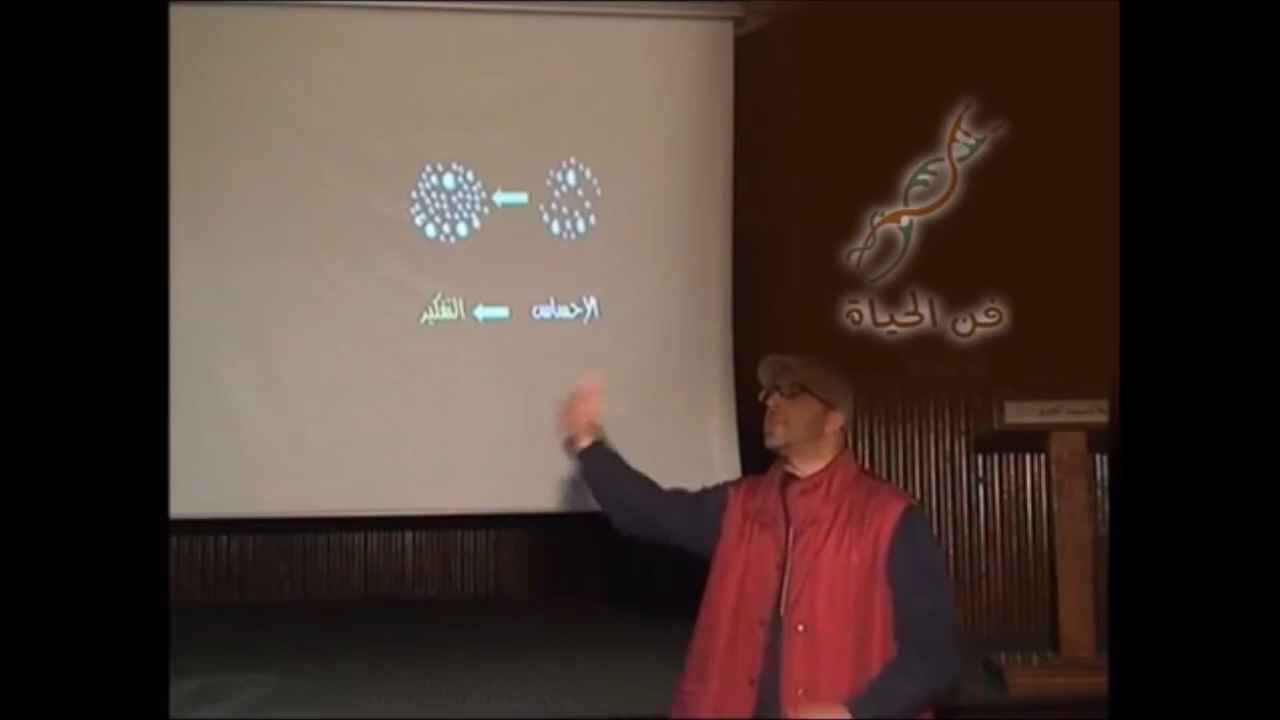 فن الحياة
الإحساس
التفكير